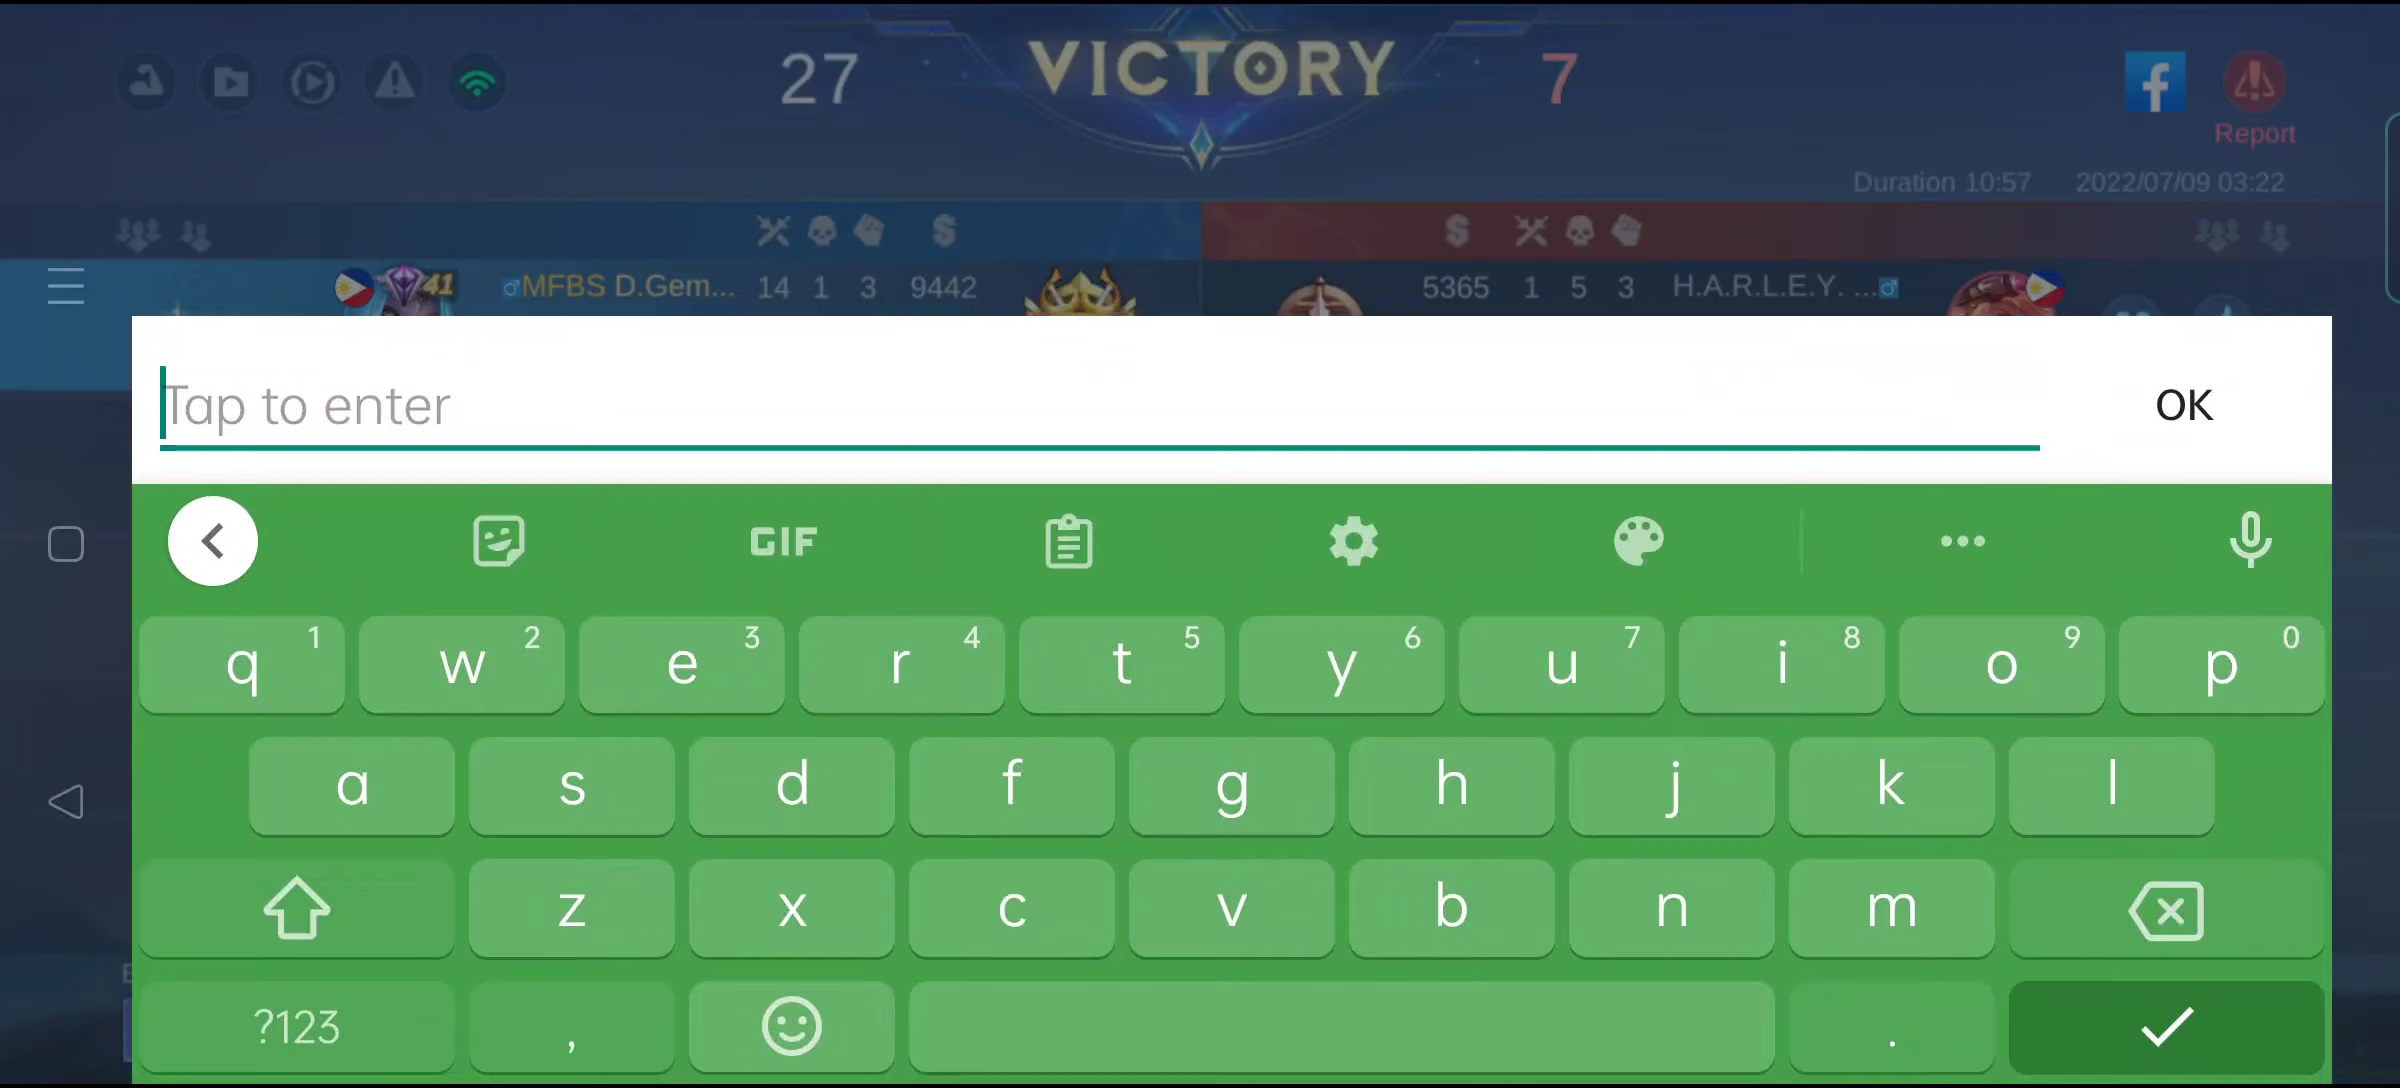 27 VICTORY 7
Report
Duration 10:57 2022/07/09 03:22
41 MFBS D.Gem... 14 1 3 9442 5365 1 5 3 H.A.R.L.E.Y. ...
Tap to enter OK
GIF
q 1 w 2 e 3 r 4 t 5 y 6 u 7 i 8 o 9 p 0
a s d f g h j k l
z x c v b n m
?123 , .